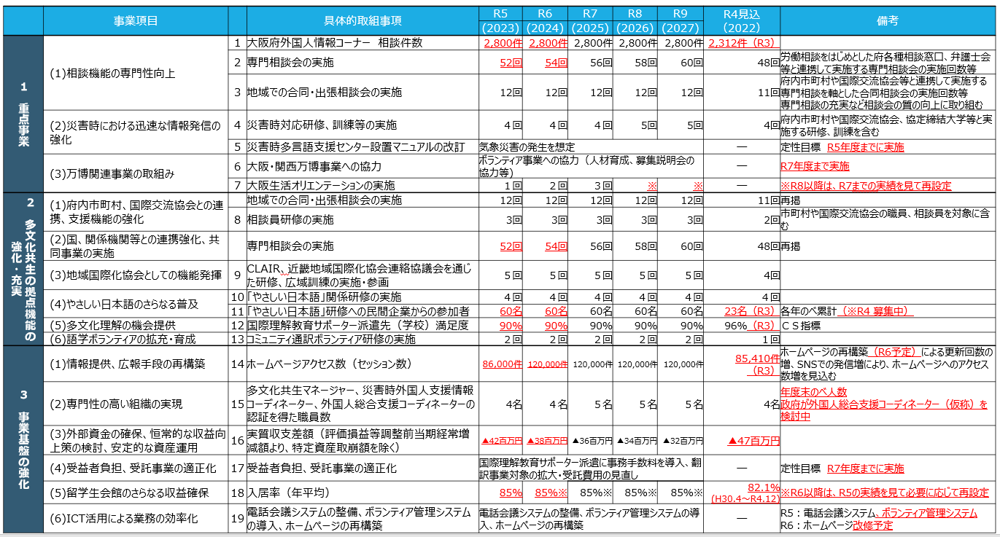 事業項目 具体的取組事項 R5 R6 R7 R8 R9 R4見込 備考
(2023) (2024) (2025) (2026) (2027) (2022)
1 重点事業
(1)相談機能の専門性向上
1 大阪府外国人情報コーナー 相談件数 2,800件 2,800件 2,800件 2,800件 2,800件 2,312件（R3）
2 専門相談会の実施 52回 54回 56回 58回 60回 48回
労働相談をはじめとした府各種相談窓口、弁護士会
等と連携して実施する専門相談会の実施回数等
3 地域での合同・出張相談会の実施 12回 12回 12回 12回 12回 11回
府内市町村や国際交流協会等と連携して実施する
専門相談を軸とした合同相談会の実施回数等
専門相談の充実など相談会の質の向上に取り組む
(2)災害時における迅速な情報発信の
強化
4 災害時対応研修、訓練等の実施 4回 4回 4回 5回 5回 4回
府内市町村や国際交流協会、協定締結大学等と実
施する研修、訓練を含む
5 災害時多言語支援センター設置マニュアルの改訂 気象災害の発生を想定 ― 定性目標 R5年度までに実施
(3)万博関連事業の取組み
6 大阪・関西万博事業への協力
ボランティア事業への協力（人材育成、募集説明会の
協力等)
― R7年度まで実施
7 大阪生活オリエンテーションの実施 1回 2回 3回 ※ ※ ― ※R8以降は、R7までの実績を見て再設定
2 多文化共生の拠点機能の
強化・充実
(1)府内市町村、国際交流協会との連
携、支援機能の強化
地域での合同・出張相談会の実施 12回 12回 12回 12回 12回 11回 再掲
8 相談員研修の実施 3回 3回 3回 3回 3回 2回
市町村や国際交流協会の職員、相談員を対象に含
む
(2)国、関係機関等との連携強化、共
同事業の実施
専門相談会の実施 52回 54回 56回 58回 60回 48回 再掲
(3)地域国際化協会としての機能発揮
9 CLAIR、近畿地域国際化協会連絡協議会を通じ
た研修、広域訓練の実施・参画
5回 5回 5回 5回 5回 4回
(4)やさしい日本語のさらなる普及
10 「やさしい日本語」関係研修の実施 4回 4回 4回 4回 4回 4回
11 「やさしい日本語」研修への民間企業からの参加者 60名 60名 60名 60名 60名 23名（R3） 各年のべ累計（※R4 募集中）
(5)多文化理解の機会提供 12 国際理解教育サポーター派遣先（学校）満足度 90% 90% 90% 90% 90% 96%（R3） ＣＳ指標
(6)語学ボランティアの拡充・育成 13 コミュニティ通訳ボランティア研修の実施 2回 2回 2回 2回 2回 1回
3 事業基盤の強化
(1)情報提供、広報手段の再構築
14 ホームページアクセス数（セッション数） 86,000件 120,000件 120,000件 120,000件 120,000件 85,410件
（R3）
ホームページの再構築（R6予定）による更新回数の
増、SNSでの発信増により、ホームページへのアクセス
数増を見込む
(2)専門性の高い組織の実現
15 多文化共生マネージャー、災害時外国人支援情報
コーディネーター、外国人総合支援コーディネーターの
認証を得た職員数
4名 4名 5名 5名 5名 4名
年度末のべ人数
政府が外国人総合支援コーディネーター（仮称）を
検討中
(3)外部資金の確保、恒常的な収益向
上策の検討、安定的な資産運用
16 実質収支差額（評価損益等調整前当期経常増
減額より、特定資産取崩額を除く）
▲42百万円 ▲38百万円 ▲36百万円 ▲34百万円 ▲32百万円 ▲47百万円
(4)受益者負担、受託事業の適正化
17 受益者負担、受託事業の適正化
国際理解教育サポーター派遣に事務手数料を導入、翻
訳事業対象の拡大・受託費用の見直し
― 定性目標 R7年度までに実施
(5)留学生会館のさらなる収益確保
18 入居率（年平均） 85% 85%※ 85%※ 85%※ 85%※ 82.1%
(H30.4～R4.12)
※R6以降は、R5の実績を見て必要に応じて再設定
(6)ICT活用による業務の効率化
19 電話会議システムの整備、ボランティア管理システム
の導入、ホームページの再構築
電話会議システムの整備、ボランティア管理システムの導
入、ホームページの再構築
―
R5：電話会議システム、ボランティア管理システム
R6：ホームページ改修予定